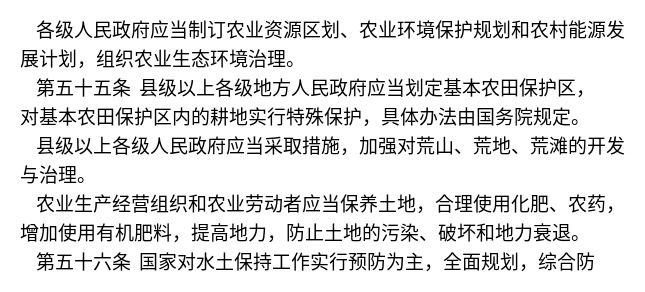 各级人民政府应当制订农业资源区划、农业环境保护规划和农村能源发
展计划，组织农业生态环境治理。
第五十五条 县级以上各级地方人民政府应当划定基本农田保护区，
对基本农田保护区内的耕地实行特殊保护，具体办法由国务院规定。
县级以上各级人民政府应当采取措施，加强对荒山、荒地、荒滩的开发
与治理。
农业生产经营组织和农业劳动者应当保养土地，合理使用化肥、农药，
增加使用有机肥料，提高地力，防止土地的污染、破坏和地力衰退。
第五十六条 国家对水土保持工作实行预防为主，全面规划，综合防